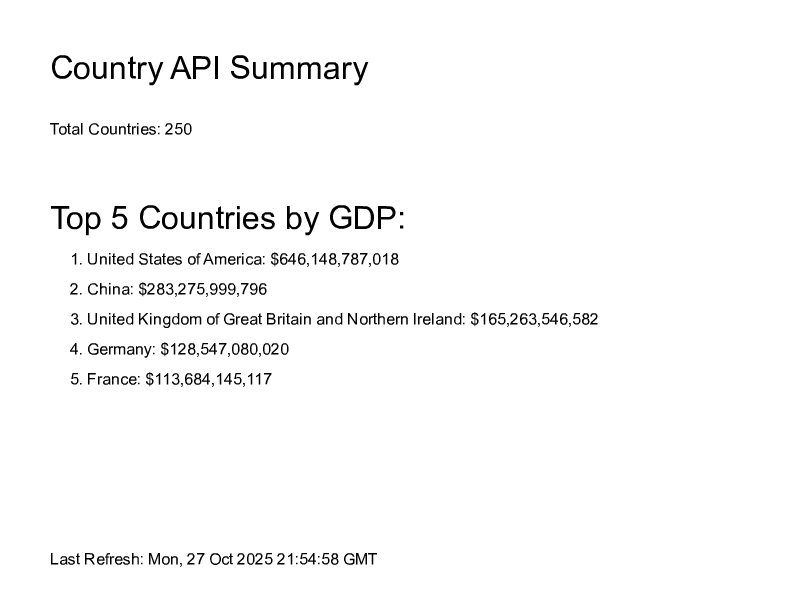 Country API Summary
Total Countries: 250
Top 5 Countries by GDP:
1. United States of America: $646,148,787,018
2. China: $283,275,999,796
3. United Kingdom of Great Britain and Northern Ireland: $165,263,546,582
4. Germany: $128,547,080,020
5. France: $113,684,145,117
Last Refresh: Mon, 27 Oct 2025 21:54:58 GMT